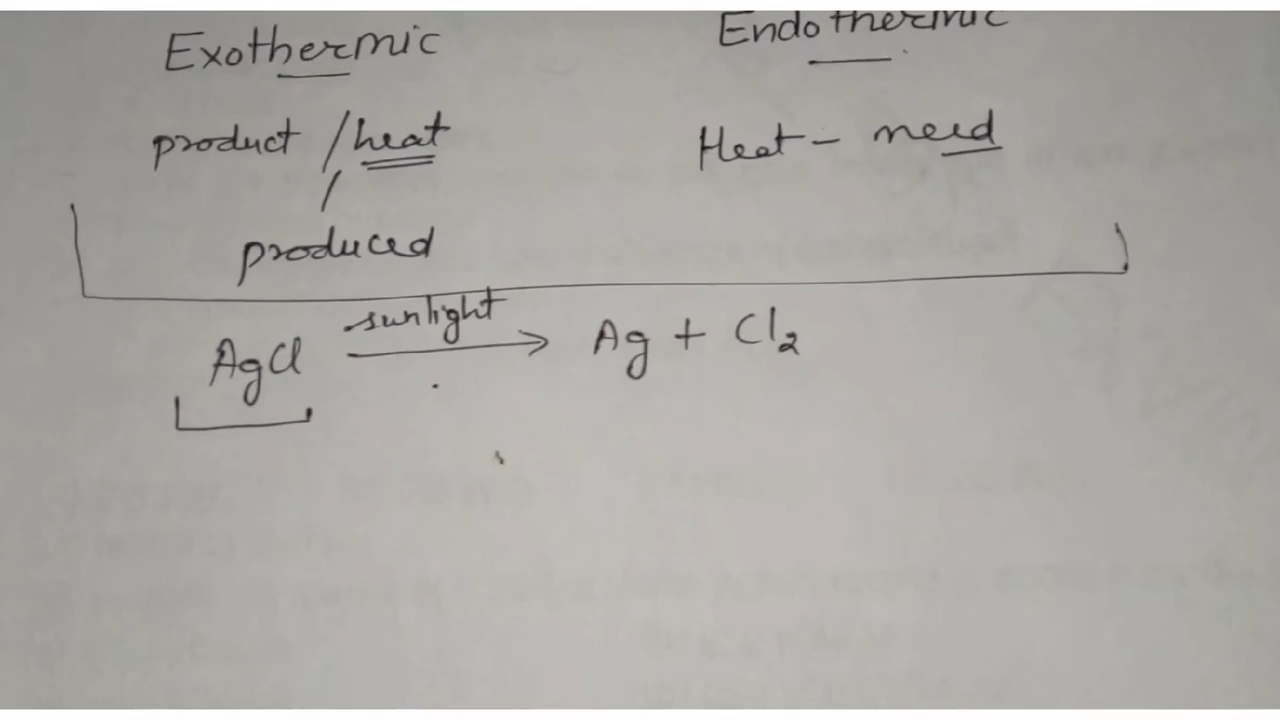 Exothermic Endothermic
product / heat Heat - need
/
produced
AgCl sunlight → Ag + Cl₂